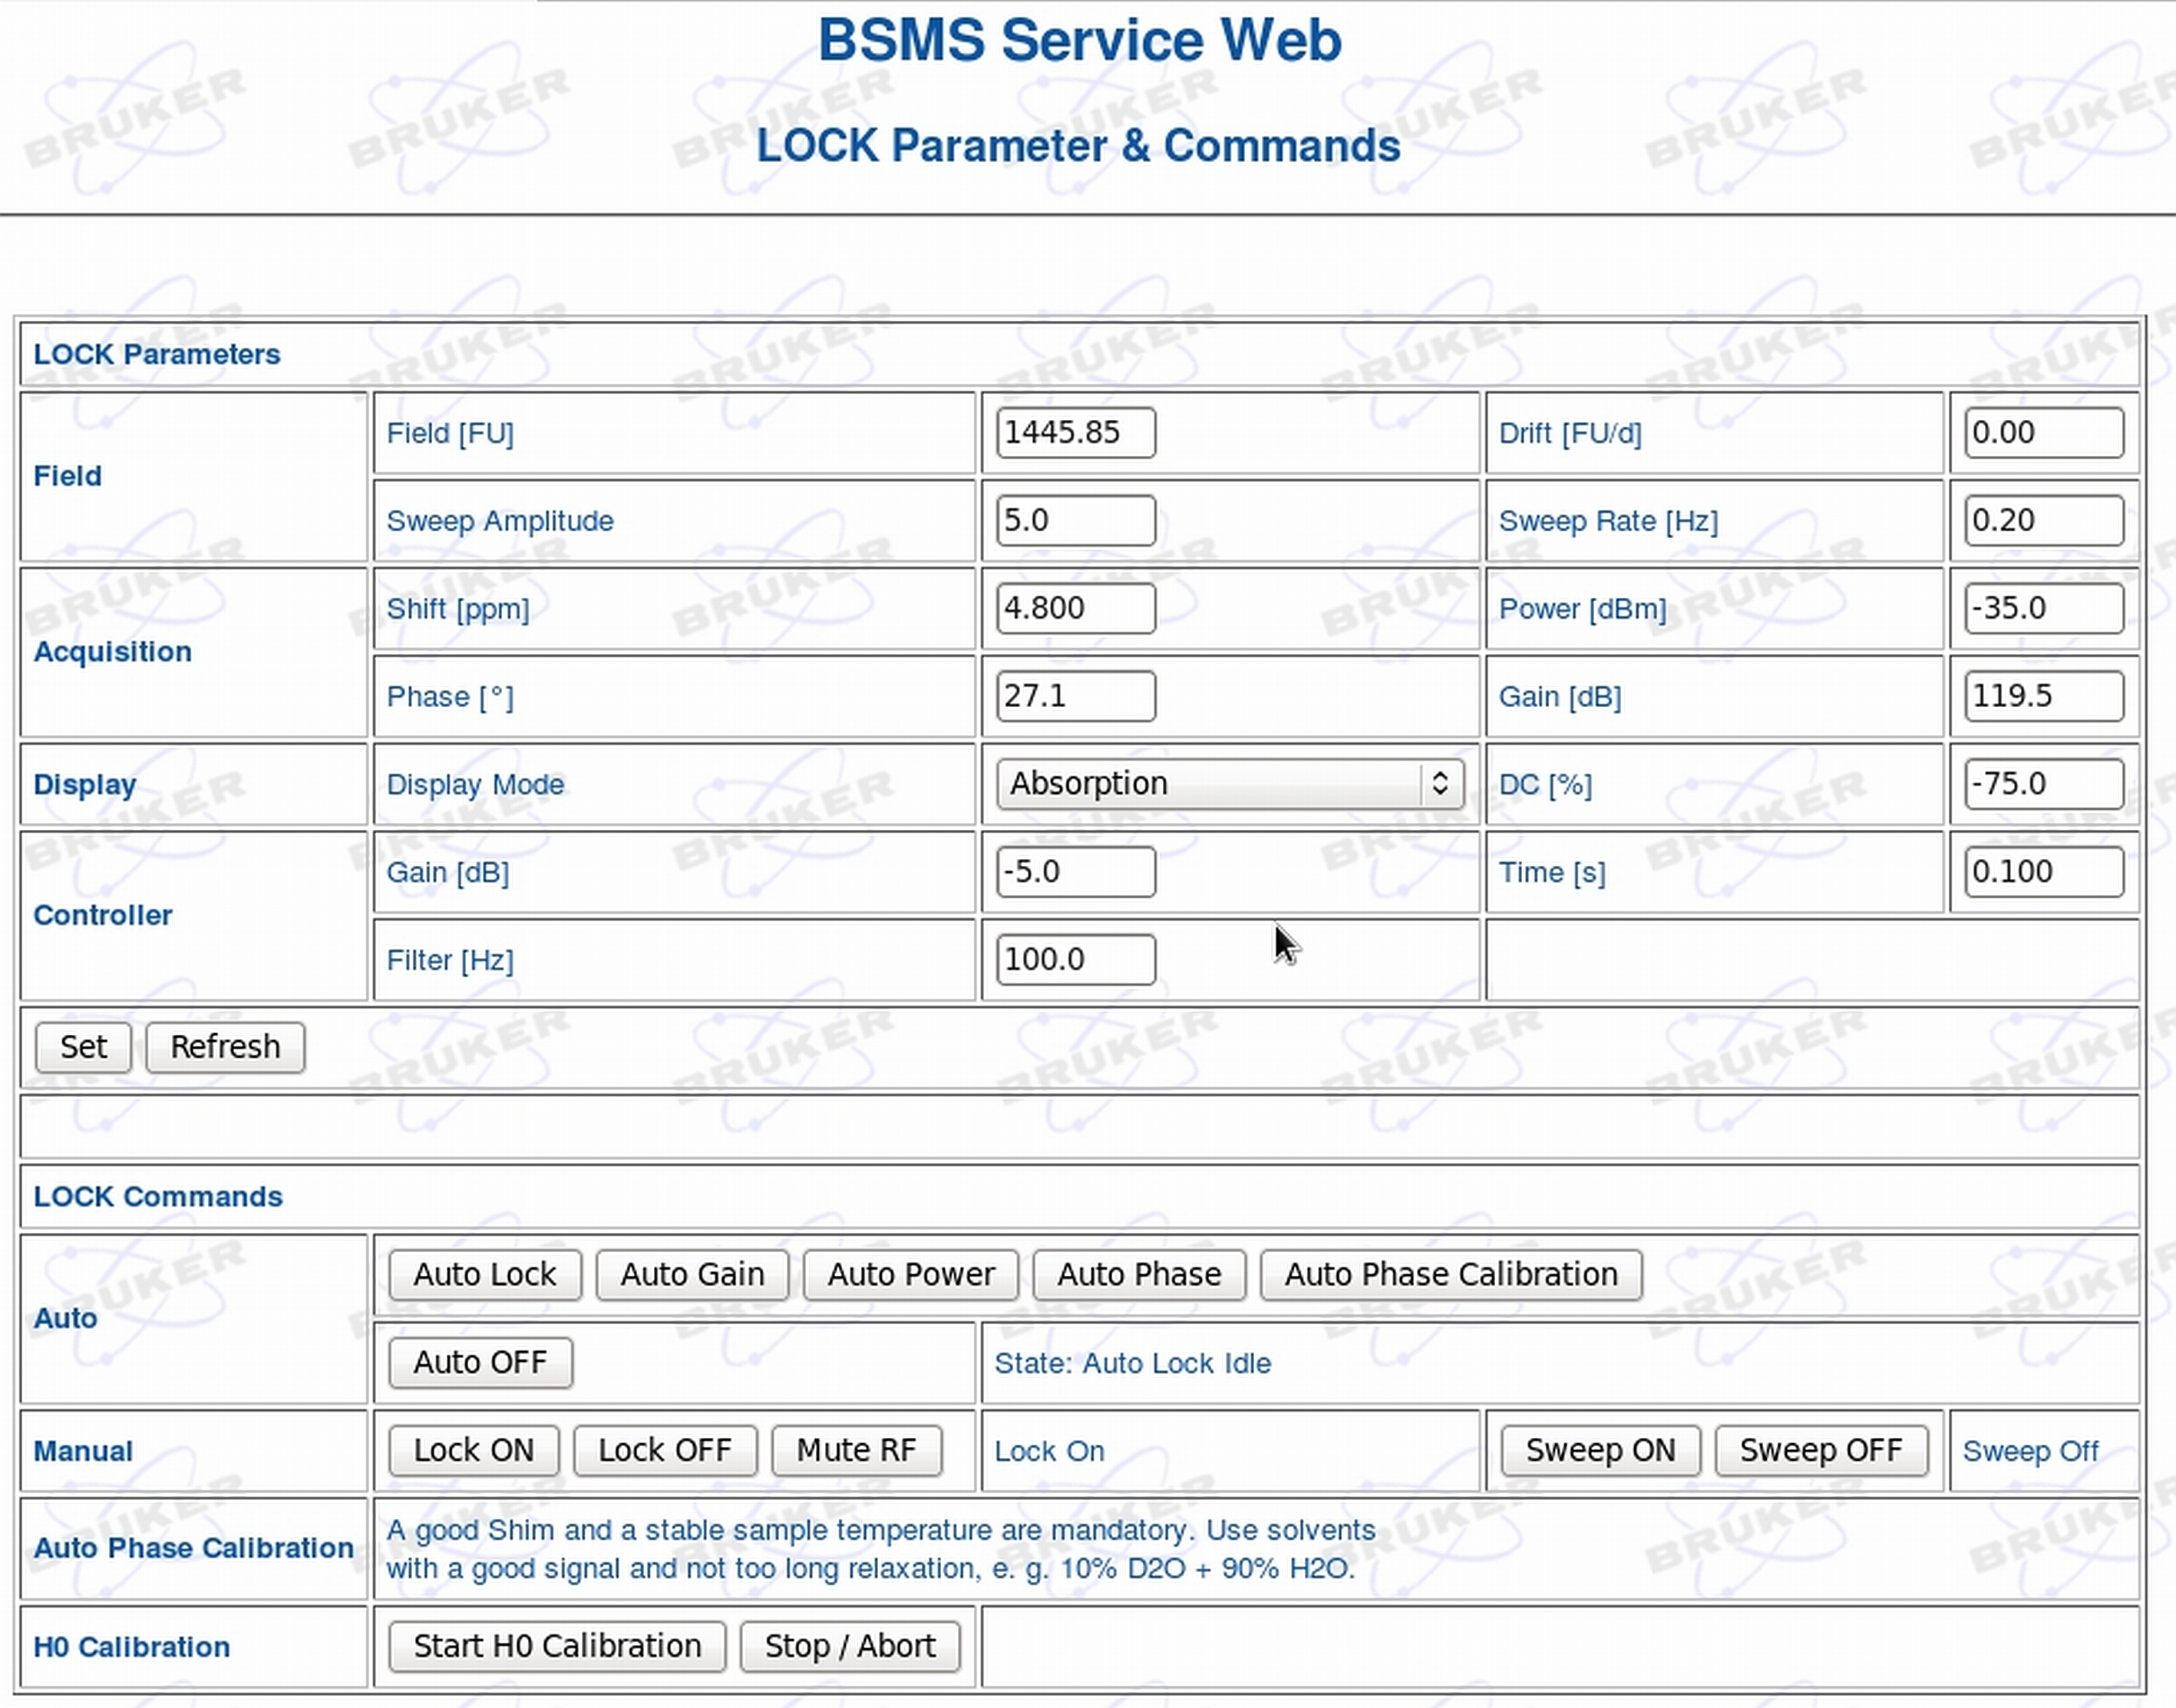 BSMS Service Web
LOCK Parameter & Commands
LOCK Parameters
Field
Field [FU] 1445.85 Drift [FU/d] 0.00
Sweep Amplitude 5.0 Sweep Rate [Hz] 0.20
Acquisition
Shift [ppm] 4.800 Power [dBm] -35.0
Phase [°] 27.1 Gain [dB] 119.5
Display Display Mode Absorption DC [%] -75.0
Controller
Gain [dB] -5.0 Time [s] 0.100
Filter [Hz] 100.0
Set Refresh
LOCK Commands
Auto
Auto Lock Auto Gain Auto Power Auto Phase Auto Phase Calibration
Auto OFF State: Auto Lock Idle
Manual Lock ON Lock OFF Mute RF Lock On Sweep ON Sweep OFF Sweep Off
Auto Phase Calibration
A good Shim and a stable sample temperature are mandatory. Use solvents
with a good signal and not too long relaxation, e. g. 10% D2O + 90% H2O.
H0 Calibration Start H0 Calibration Stop / Abort
BRUKER